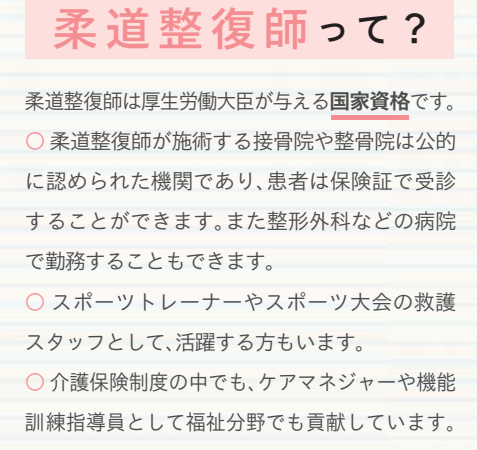 柔道整復師って？
柔道整復師は厚生労働大臣が与える国家資格です。
○ 柔道整復師が施術する接骨院や整骨院は公的
に認められた機関であり、患者は保険証で受診
することができます。また整形外科などの病院
で勤務することもできます。
○ スポーツトレーナーやスポーツ大会の救護
スタッフとして、活躍する方もいます。
○ 介護保険制度の中でも、ケアマネジャーや機能
訓練指導員として福祉分野でも貢献しています。